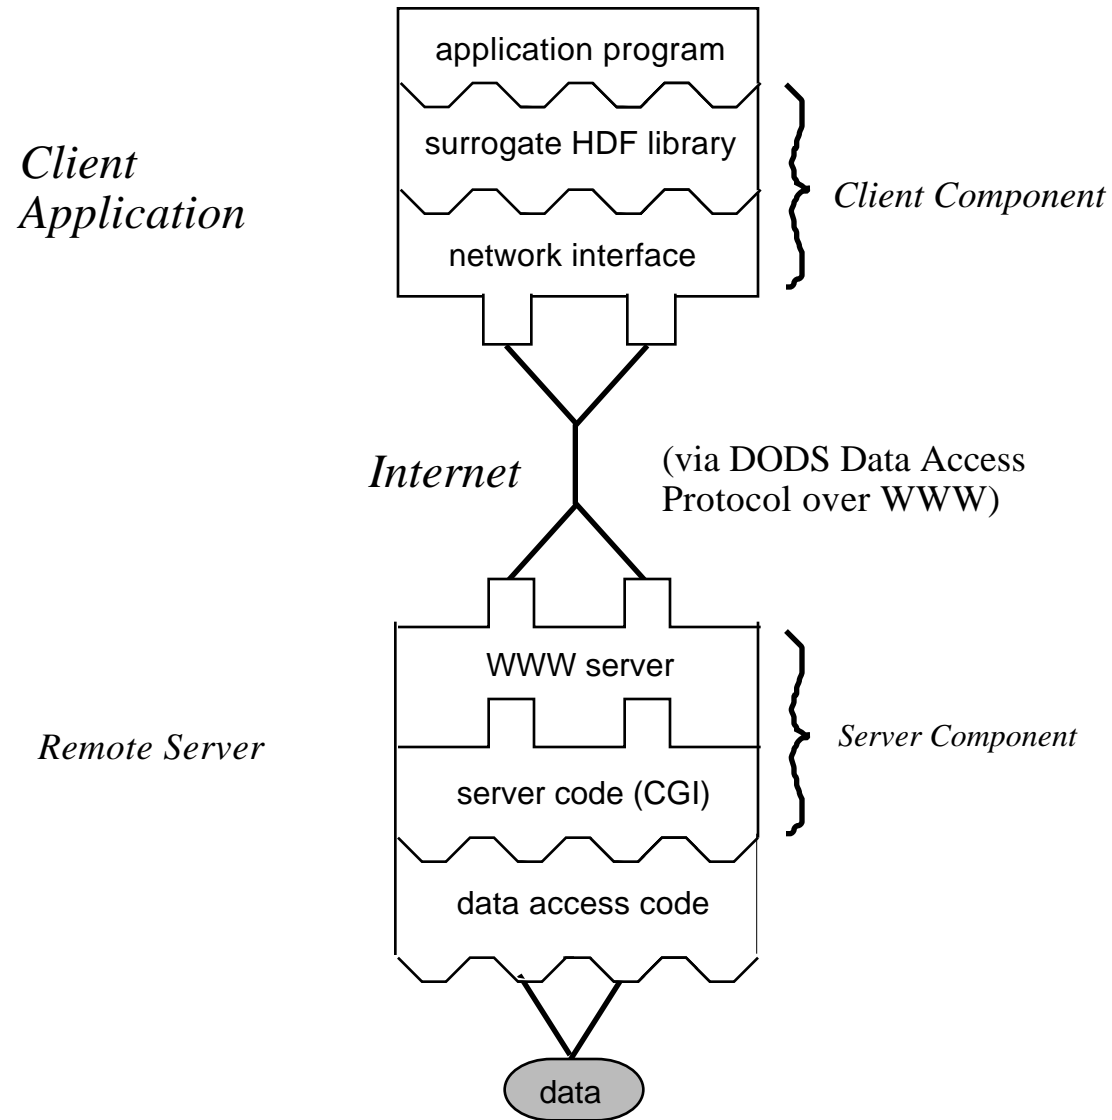 application program
surrogate HDF library
Client
Application
Client Component
network interface
Internet
(via DODS Data Access
Protocol over WWW)
WWW server
Remote Server
Server Component
server code (CGI)
data access code
data